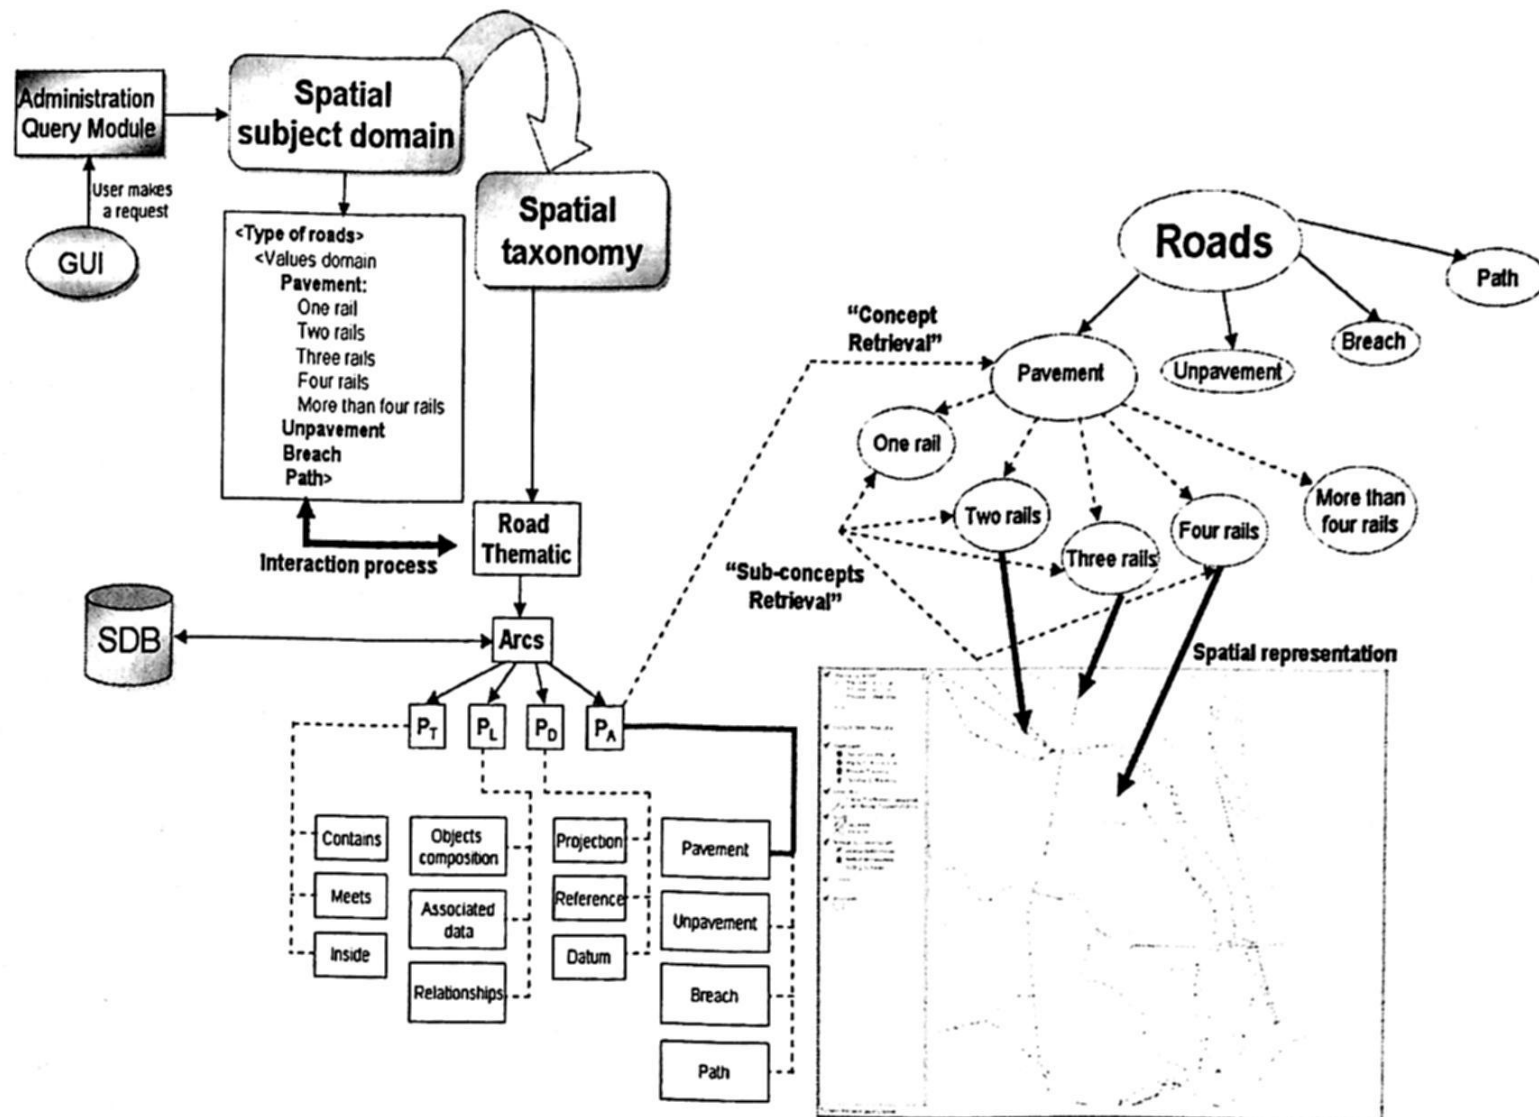 Administration
Query Module
User makes
a request
GUI
Spatial
subject domain
Spatial
taxonomy
<Type of roads>
<Values domain
Pavement:
One rail
Two rails
Three rails
Four rails
More than four rails
Unpavement
Breach
Path>
Interaction process
Road
Thematic
SDB
Arcs
PT
PL
PD
PA
Contains
Meets
Inside
Objects
composition
Associated
data
Relationships
Projection
Reference
Datum
Pavement
Unpavement
Breach
Path
Roads
Path
Breach
Unpavement
Pavement
"Concept
Retrieval"
One rail
Two rails
Three rails
Four rails
More than
four rails
"Sub-concepts
Retrieval"
Spatial representation